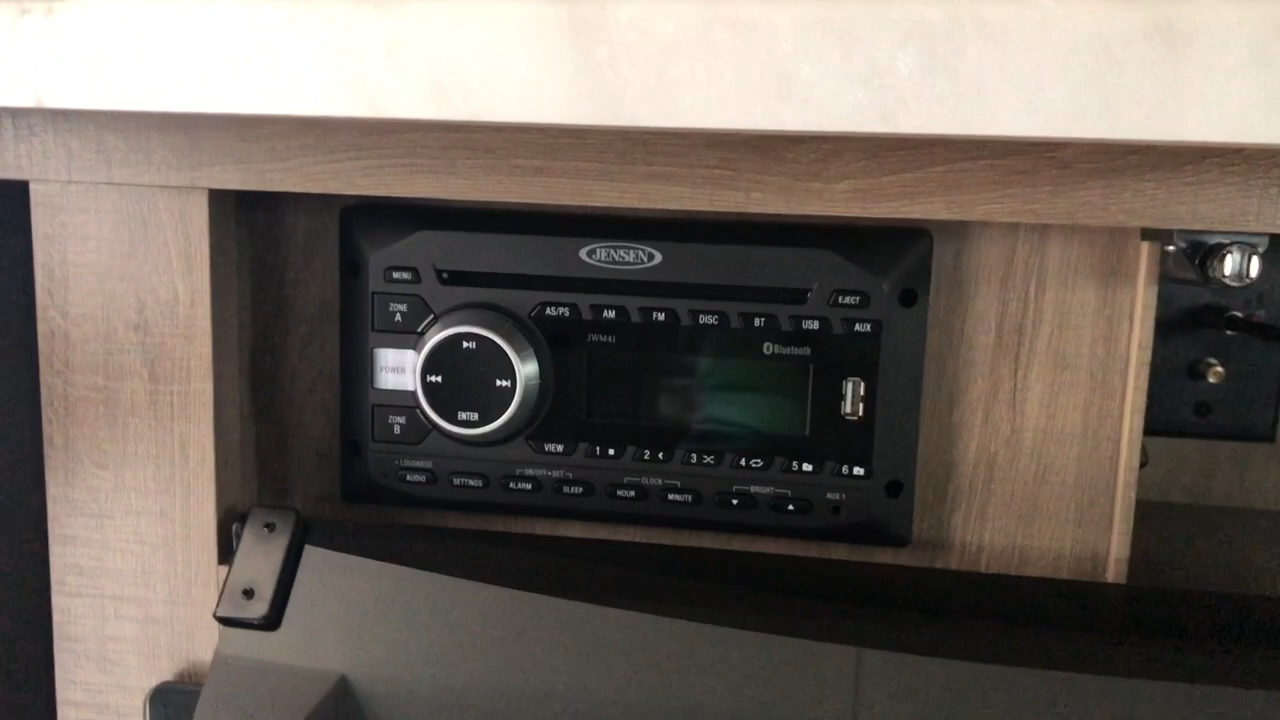 JENSEN
MENU
EJECT
ZONE
A
AS/PS AM FM DISC BT USB AUX
JWM41
Bluetooth
POWER
ENTER
ZONE
B
VIEW 1 2 3 4 5 6
• LOUDNESS
AUDIO SETTINGS
ON/OFF • SET
ALARM SLEEP
CLOCK
HOUR MINUTE
BRIGHT
AUX 1